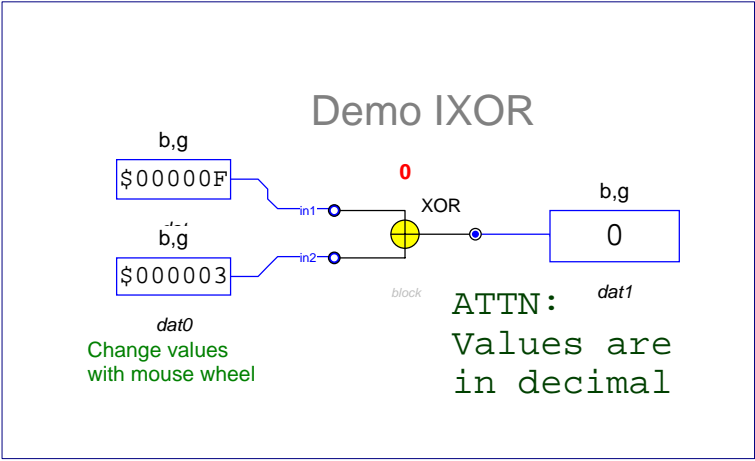 Demo IXOR
b,g
$00000F
in1
0
XOR
b,g
0
dat1
b,g
$000003
in2
block
dat0
Change values
with mouse wheel
ATTN:
Values are
in decimal